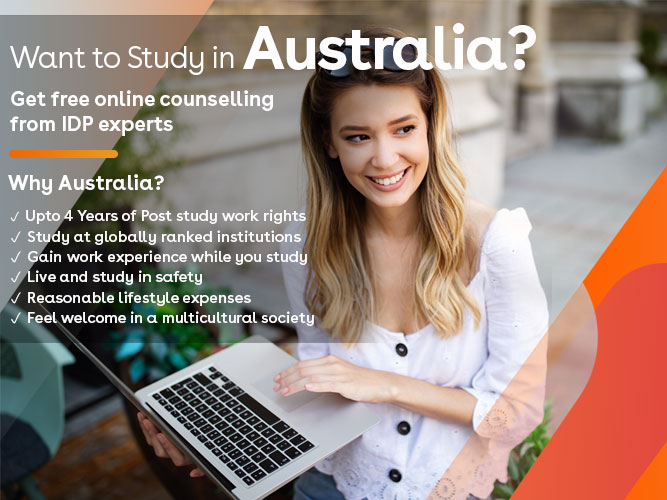 Want to Study in Australia?
Get free online counselling
from IDP experts
Why Australia?
✓ Upto 4 Years of Post study work rights
✓ Study at globally ranked institutions
✓ Gain work experience while you study
✓ Live and study in safety
✓ Reasonable lifestyle expenses
✓ Feel welcome in a multicultural society